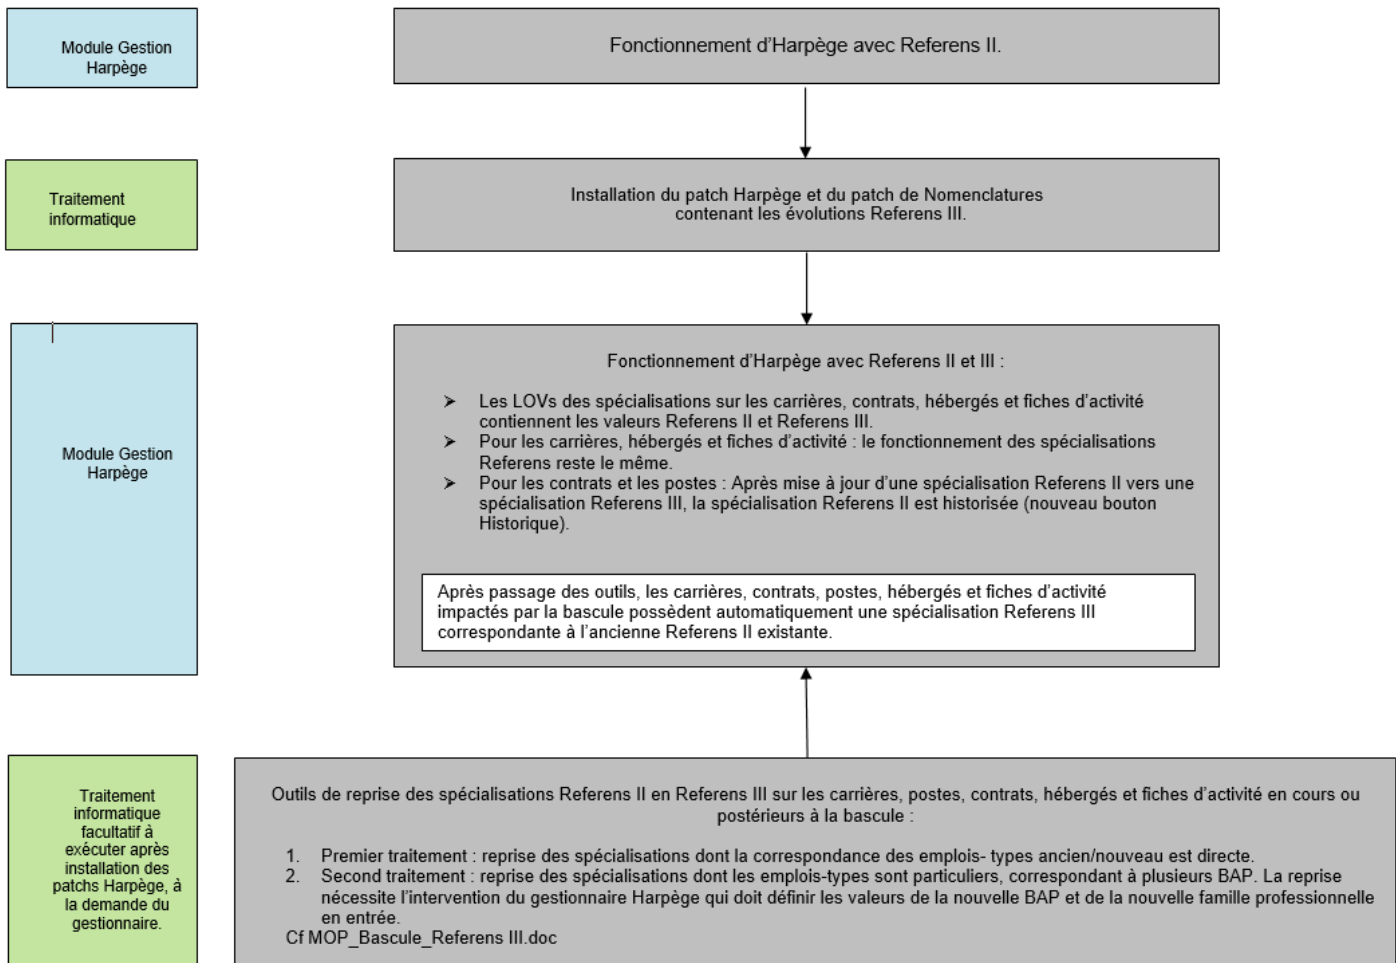 Module Gestion
Harpège
Fonctionnement d'Harpège avec Referens II.
Traitement
informatique
Installation du patch Harpège et du patch de Nomenclatures
contenant les évolutions Referens III.
Module Gestion
Harpège
Fonctionnement d'Harpège avec Referens II et III :
➤ Les LOVs des spécialisations sur les carrières, contrats, hébergés et fiches d'activité
contiennent les valeurs Referens II et Referens III.
➤ Pour les carrières, hébergés et fiches d'activité : le fonctionnement des spécialisations
Referens reste le même.
➤ Pour les contrats et les postes : Après mise à jour d'une spécialisation Referens II vers une
spécialisation Referens III, la spécialisation Referens II est historisée (nouveau bouton
Historique).
Après passage des outils, les carrières, contrats, postes, hébergés et fiches d'activité
impactés par la bascule possèdent automatiquement une spécialisation Referens III
correspondante à l'ancienne Referens II existante.
Traitement
informatique
facultatif à
exécuter après
installation des
patchs Harpège, à
la demande du
gestionnaire.
Outils de reprise des spécialisations Referens II en Referens III sur les carrières, postes, contrats, hébergés et fiches d'activité en cours ou
postérieurs à la bascule :
1. Premier traitement : reprise des spécialisations dont la correspondance des emplois- types ancien/nouveau est directe.
2. Second traitement : reprise des spécialisations dont les emplois-types sont particuliers, correspondant à plusieurs BAP. La reprise
nécessite l'intervention du gestionnaire Harpège qui doit définir les valeurs de la nouvelle BAP et de la nouvelle famille professionnelle
en entrée.
Cf MOP_Bascule_Referens III.doc